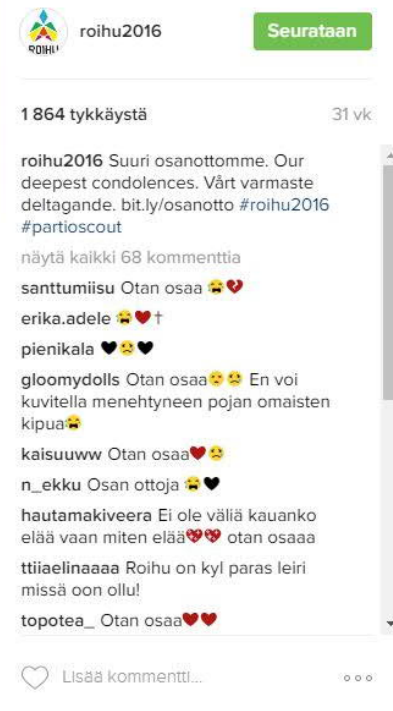 ROIHU
roihu2016
Seurataan
1 864 tykkäystä
31 vk
roihu2016 Suuri osanottomme. Our
deepest condolences. Vårt varmaste
deltagande. bit.ly/osanotto #roihu2016
#partioscout
näytä kaikki 68 kommenttia
santtumiisu Otan osaa 😭💔
erika.adele 😭❤✝
pienikala 🖤😢🖤
gloomydolls Otan osaa😢😢 En voi
kuvitella menehtyneen pojan omaisten
kipua😭
kaisuuww Otan osaa❤😢
n_ekku Osan ottoja 😭🖤
hautamakiveera Ei ole väliä kauanko
elää vaan miten elää💖💖 otan osaaa
ttiiaelinaaaa Roihu on kyl paras leiri
missä oon ollu!
topotea_ Otan osaa❤❤
Lisää kommentti...